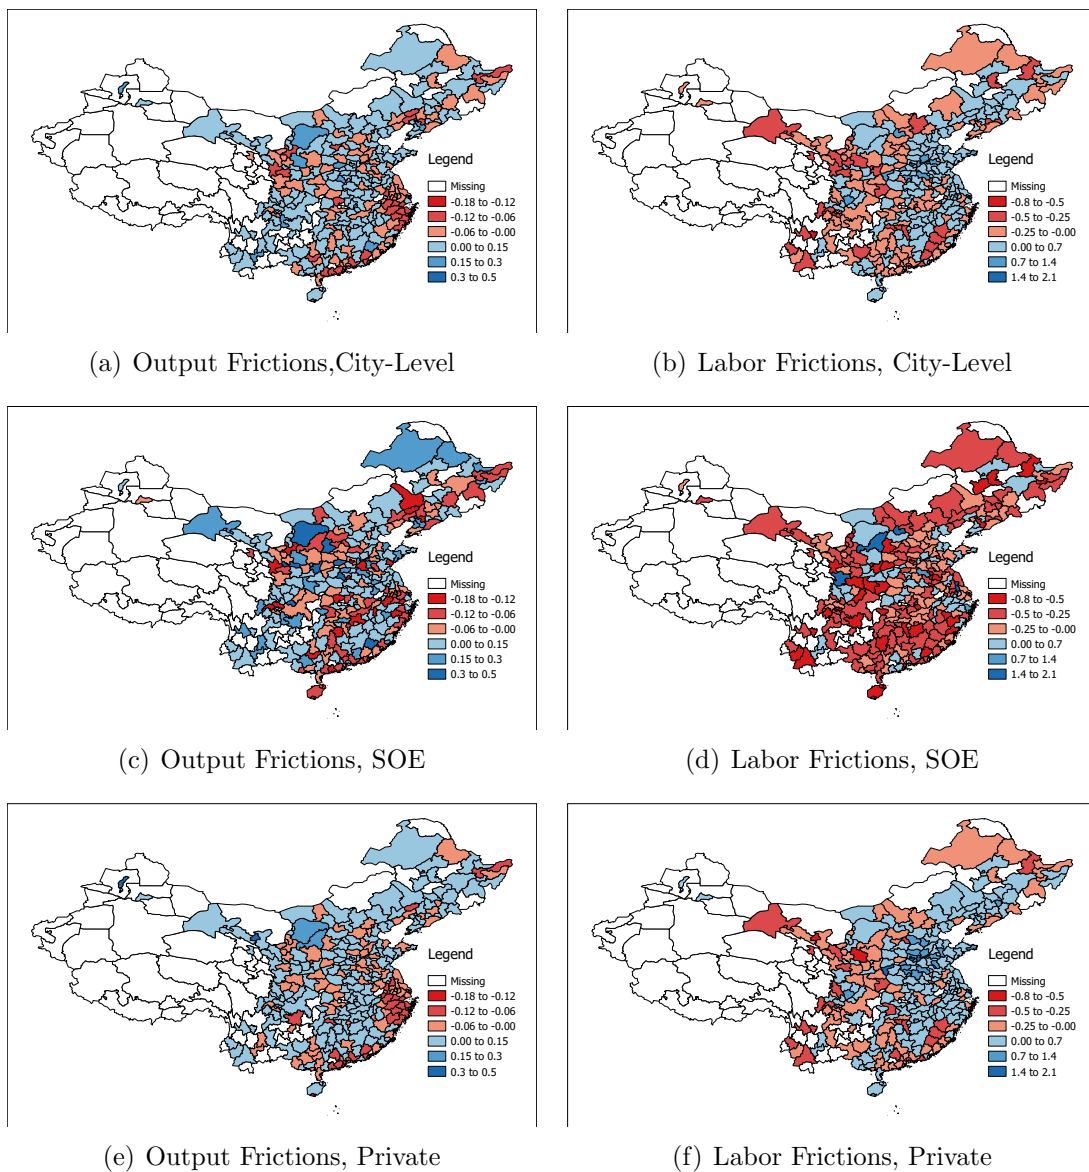 Legend
Missing
-0.18 to -0.12
-0.12 to -0.06
-0.06 to -0.00
0.00 to 0.15
0.15 to 0.3
0.3 to 0.5
Legend
Missing
-0.8 to -0.5
-0.5 to -0.25
-0.25 to -0.00
0.00 to 0.7
0.7 to 1.4
1.4 to 2.1
(a) Output Frictions,City-Level
(b) Labor Frictions, City-Level
Legend
Missing
-0.18 to -0.12
-0.12 to -0.06
-0.06 to -0.00
0.00 to 0.15
0.15 to 0.3
0.3 to 0.5
Legend
Missing
-0.8 to -0.5
-0.5 to -0.25
-0.25 to -0.00
0.00 to 0.7
0.7 to 1.4
1.4 to 2.1
(c) Output Frictions, SOE
(d) Labor Frictions, SOE
Legend
Missing
-0.18 to -0.12
-0.12 to -0.06
-0.06 to -0.00
0.00 to 0.15
0.15 to 0.3
0.3 to 0.5
Legend
Missing
-0.8 to -0.5
-0.5 to -0.25
-0.25 to -0.00
0.00 to 0.7
0.7 to 1.4
1.4 to 2.1
(e) Output Frictions, Private
(f) Labor Frictions, Private